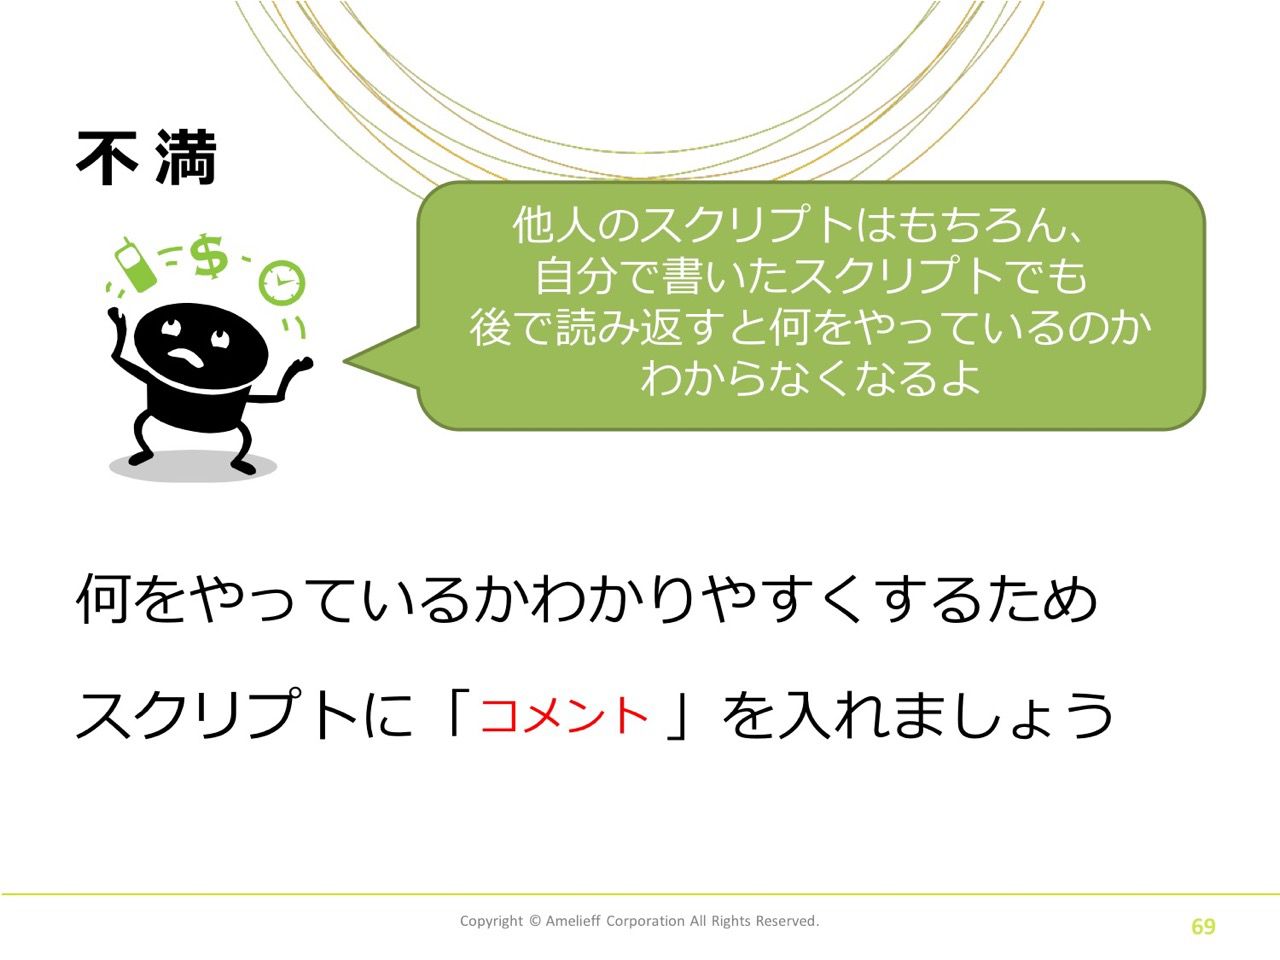 不満
他人のスクリプトはもちろん、
自分で書いたスクリプトでも
後で読み返すと何をやっているのか
わからなくなるよ
$
何をやっているかわかりやすくするため
スクリプトに「コメント」を入れましょう
Copyright © Amelieff Corporation All Rights Reserved.
69